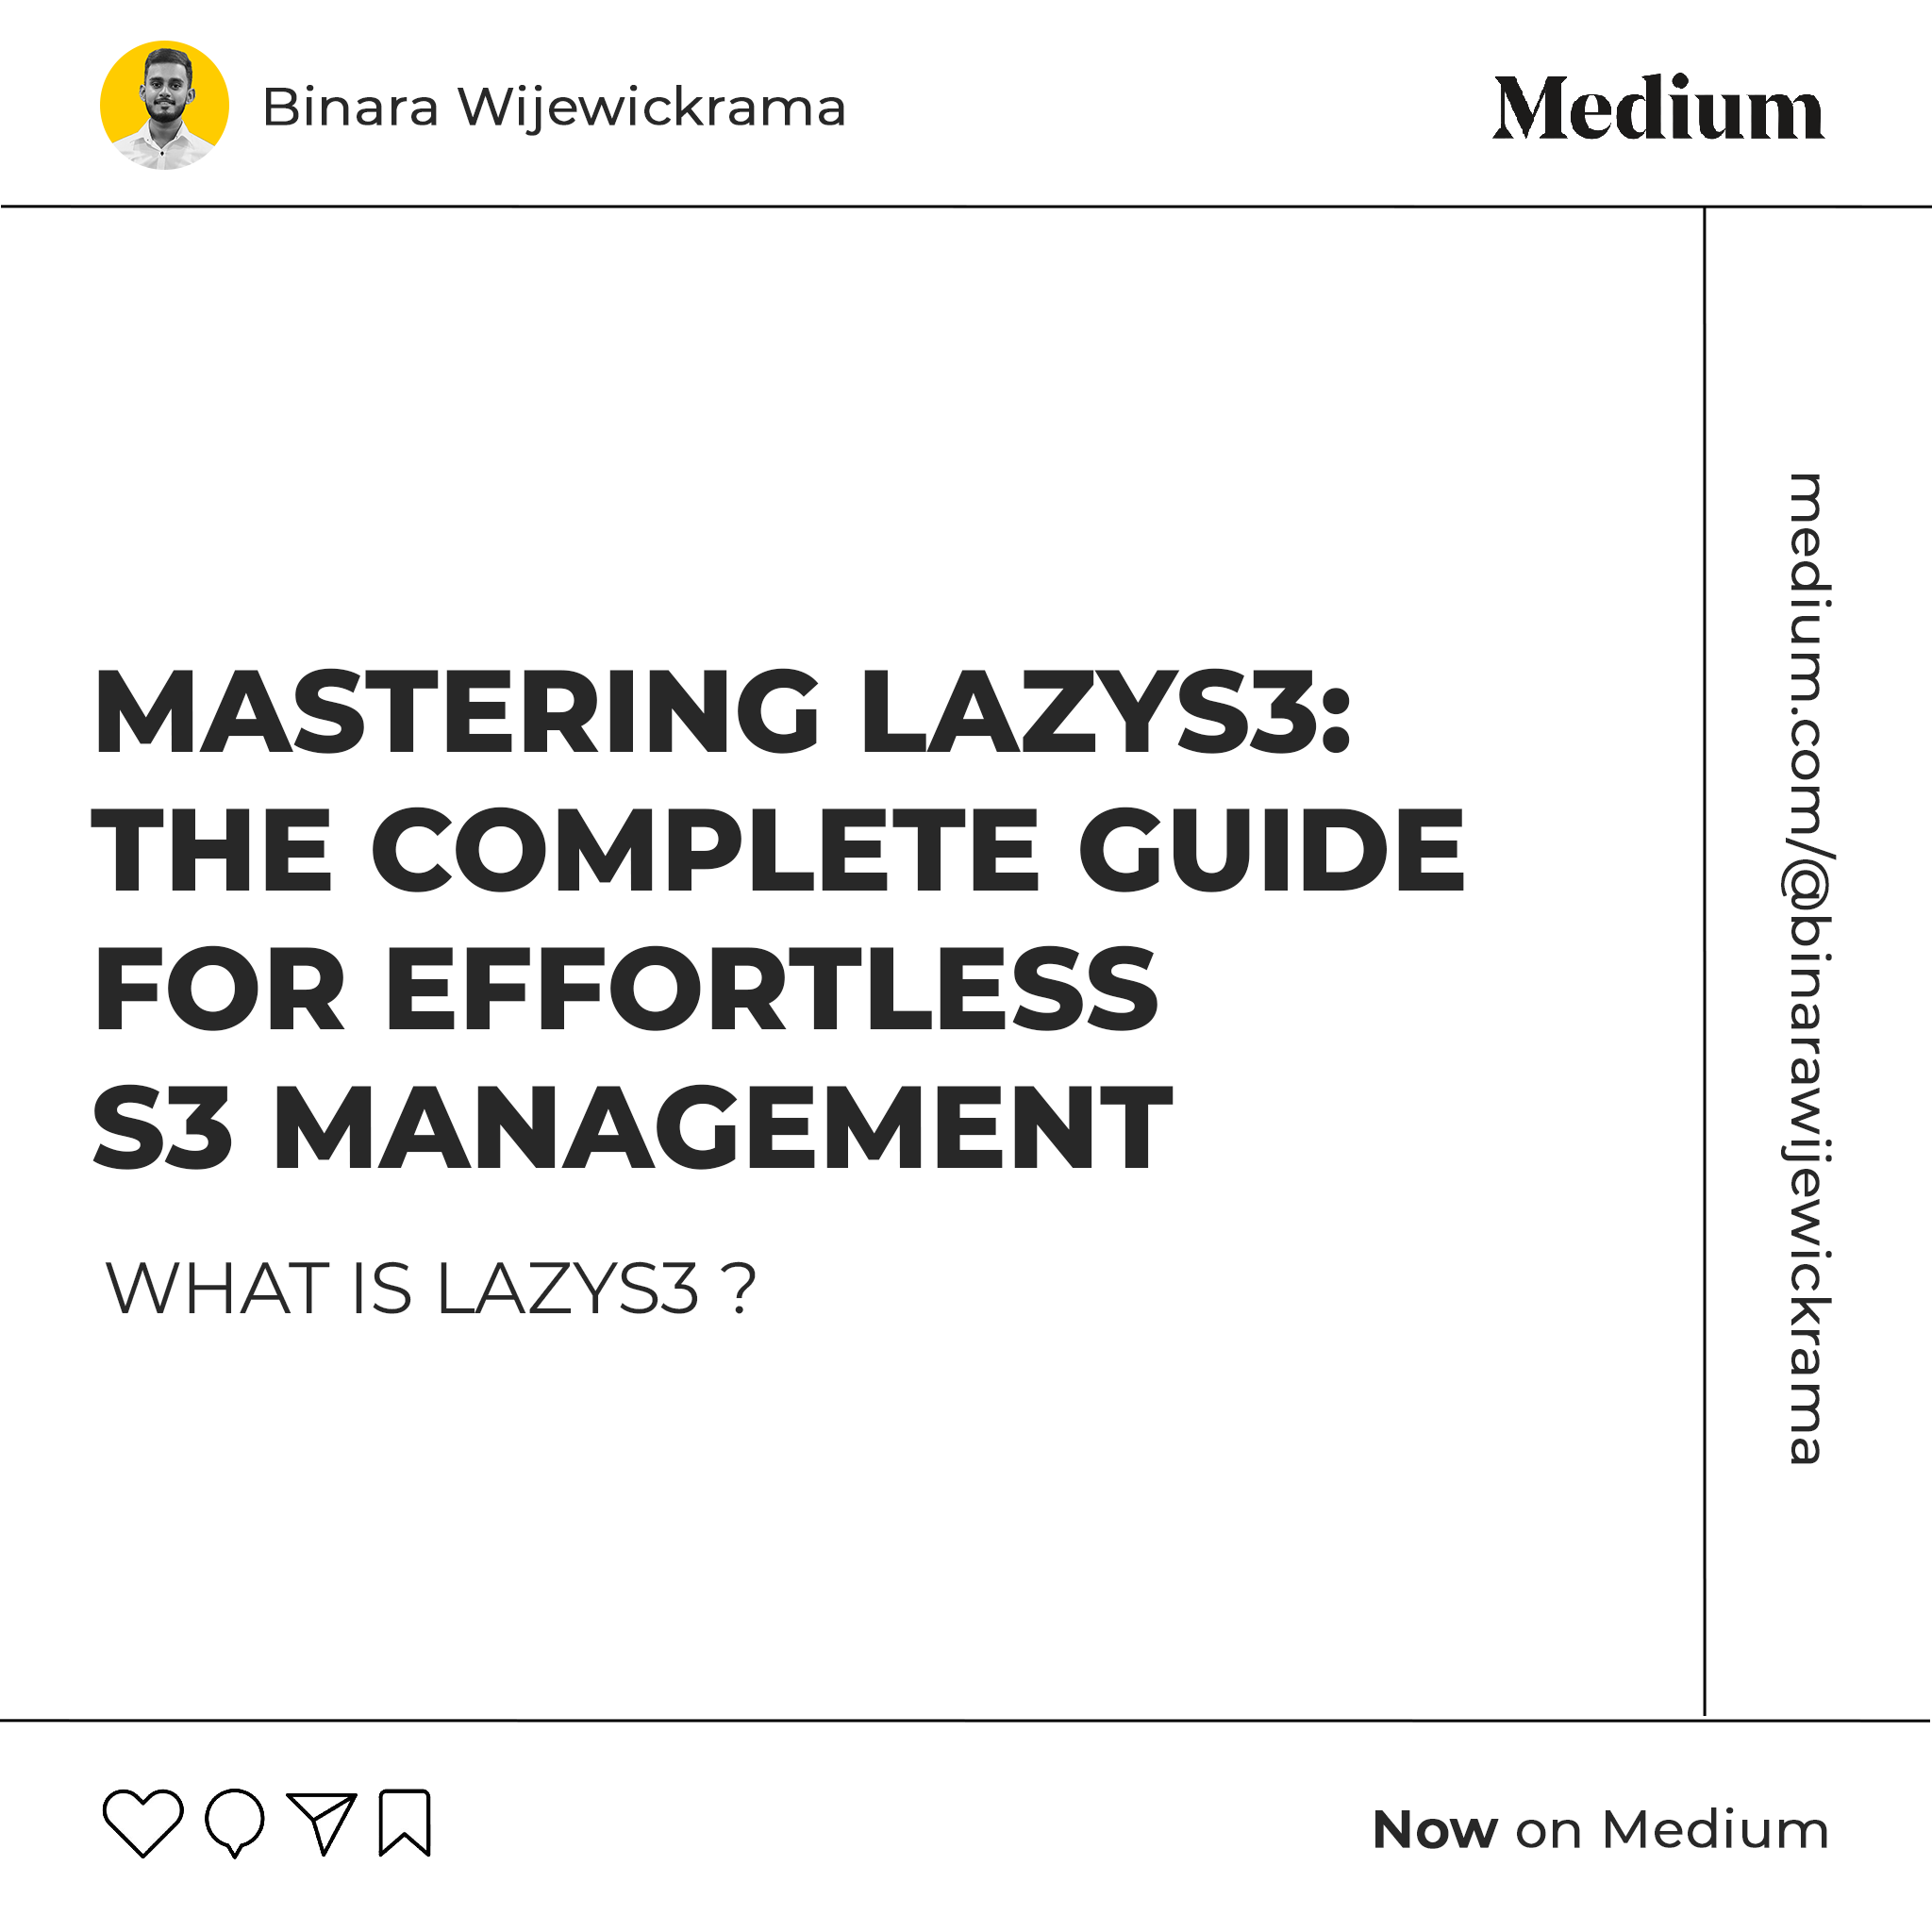 Binara Wijewickrama
Medium
MASTERING LAZYS3:
THE COMPLETE GUIDE
FOR EFFORTLESS
S3 MANAGEMENT
WHAT IS LAZYS3 ?
medium.com/@binarawijewickrama
Now on Medium